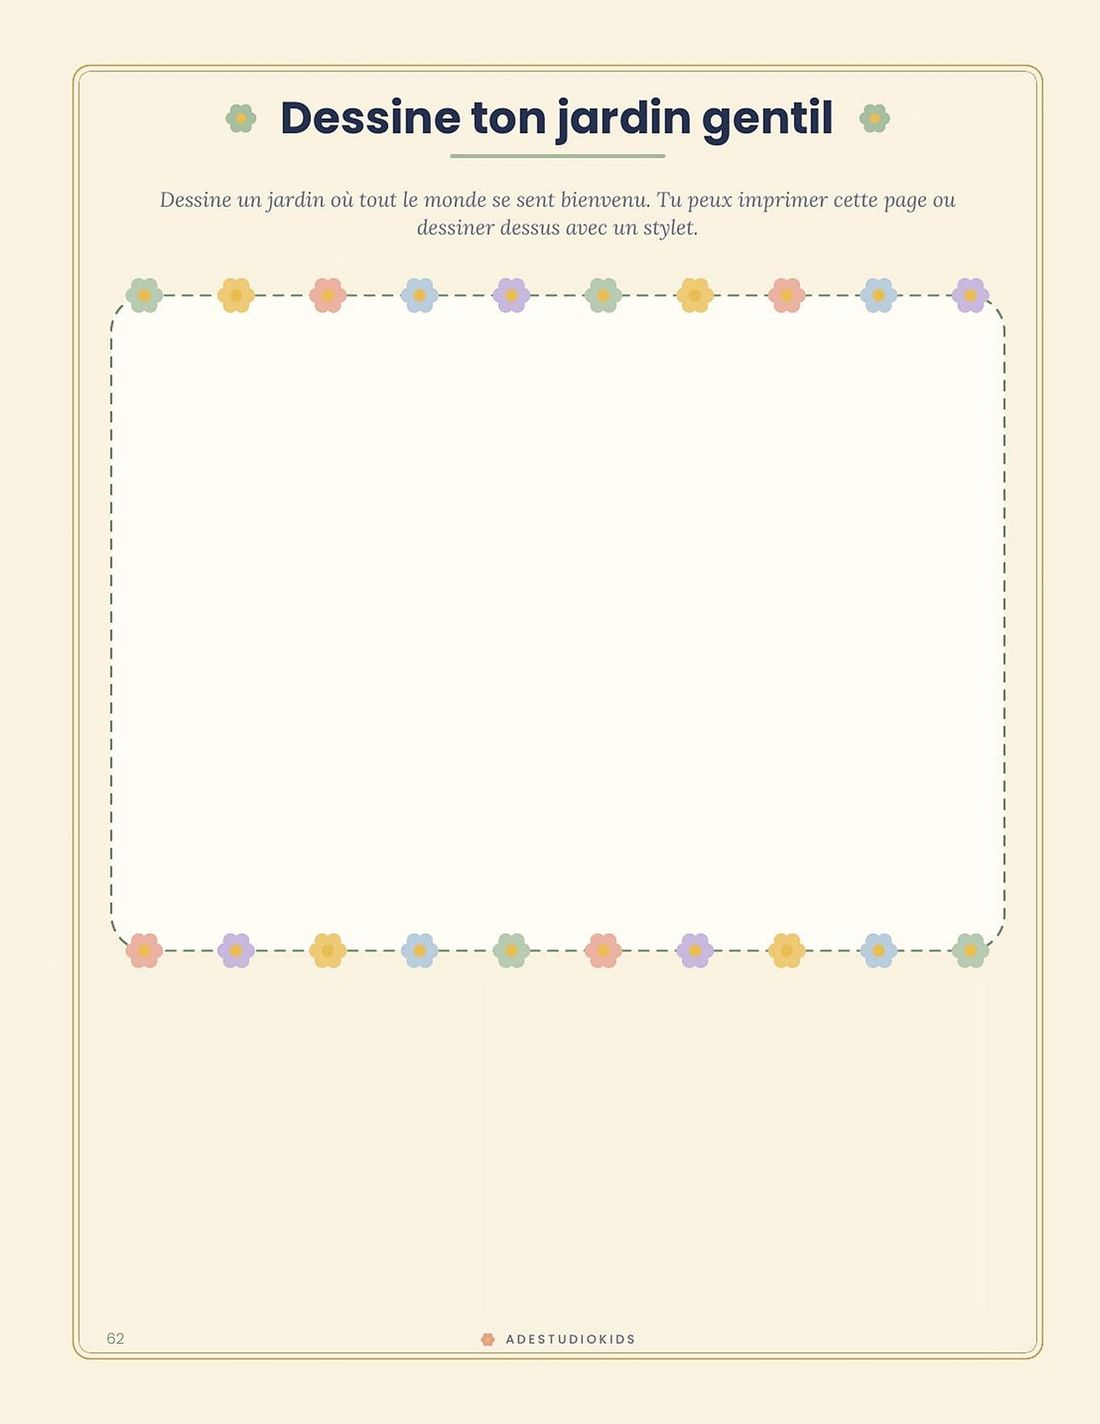 Dessine ton jardin gentil
Dessine un jardin où tout le monde se sent bienvenu. Tu peux imprimer cette page ou
dessiner dessus avec un stylet.
62
ADESTUDIOKIDS